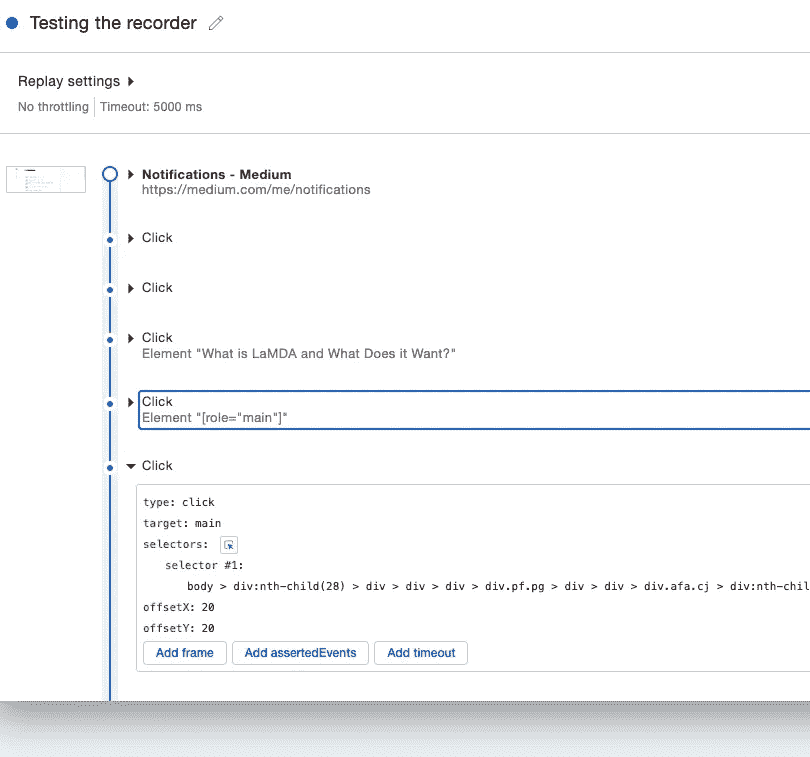 Testing the recorder
Replay settings
No throttling Timeout: 5000 ms
Notifications - Medium
https://medium.com/me/notifications
Click
Click
Click
Element "What is LaMDA and What Does it Want?"
Click
Element "[role="main"]"
Click
type: click
target: main
selectors:
selector #1:
body > div:nth-child(28) > div > div > div > div.pf.pg > div > div > div.afa.cj > div:nth-chil
offsetX: 20
offsetY: 20
Add frame Add assertedEvents Add timeout